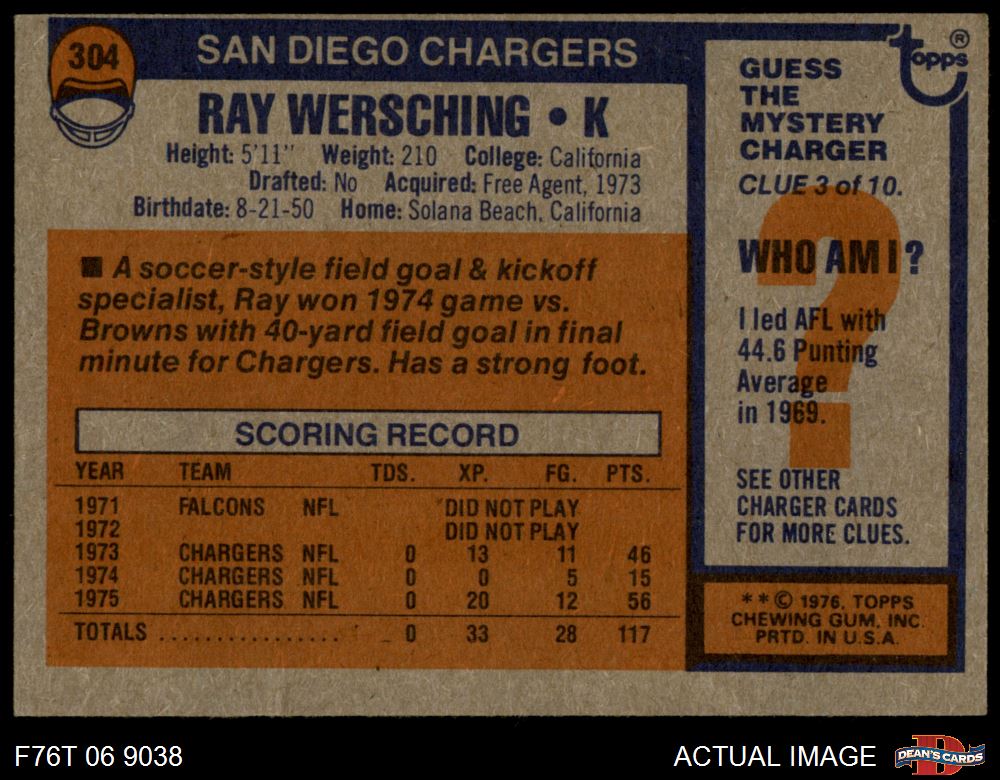 304
SAN DIEGO CHARGERS
RAY WERSCHING • K
Height: 5'11" Weight: 210 College: California
Drafted: No Acquired: Free Agent, 1973
Birthdate: 8-21-50 Home: Solana Beach, California
■ A soccer-style field goal & kickoff
specialist, Ray won 1974 game vs.
Browns with 40-yard field goal in final
minute for Chargers. Has a strong foot.
SCORING RECORD
YEAR TEAM TDS. XP. FG. PTS.
1971 FALCONS NFL DID NOT PLAY
1972 DID NOT PLAY
1973 CHARGERS NFL 0 13 11 46
1974 CHARGERS NFL 0 0 5 15
1975 CHARGERS NFL 0 20 12 56
TOTALS ................. 0 33 28 117
topps®
GUESS
THE
MYSTERY
CHARGER
CLUE 3 of 10.
?
WHO AM I?
I led AFL with
44.6 Punting
Average
in 1969.
SEE OTHER
CHARGER CARDS
FOR MORE CLUES.
**© 1976, TOPPS
CHEWING GUM, INC.
PRTD. IN U.S.A.
F76T 06 9038
ACTUAL IMAGE
D
DEAN'S CARDS